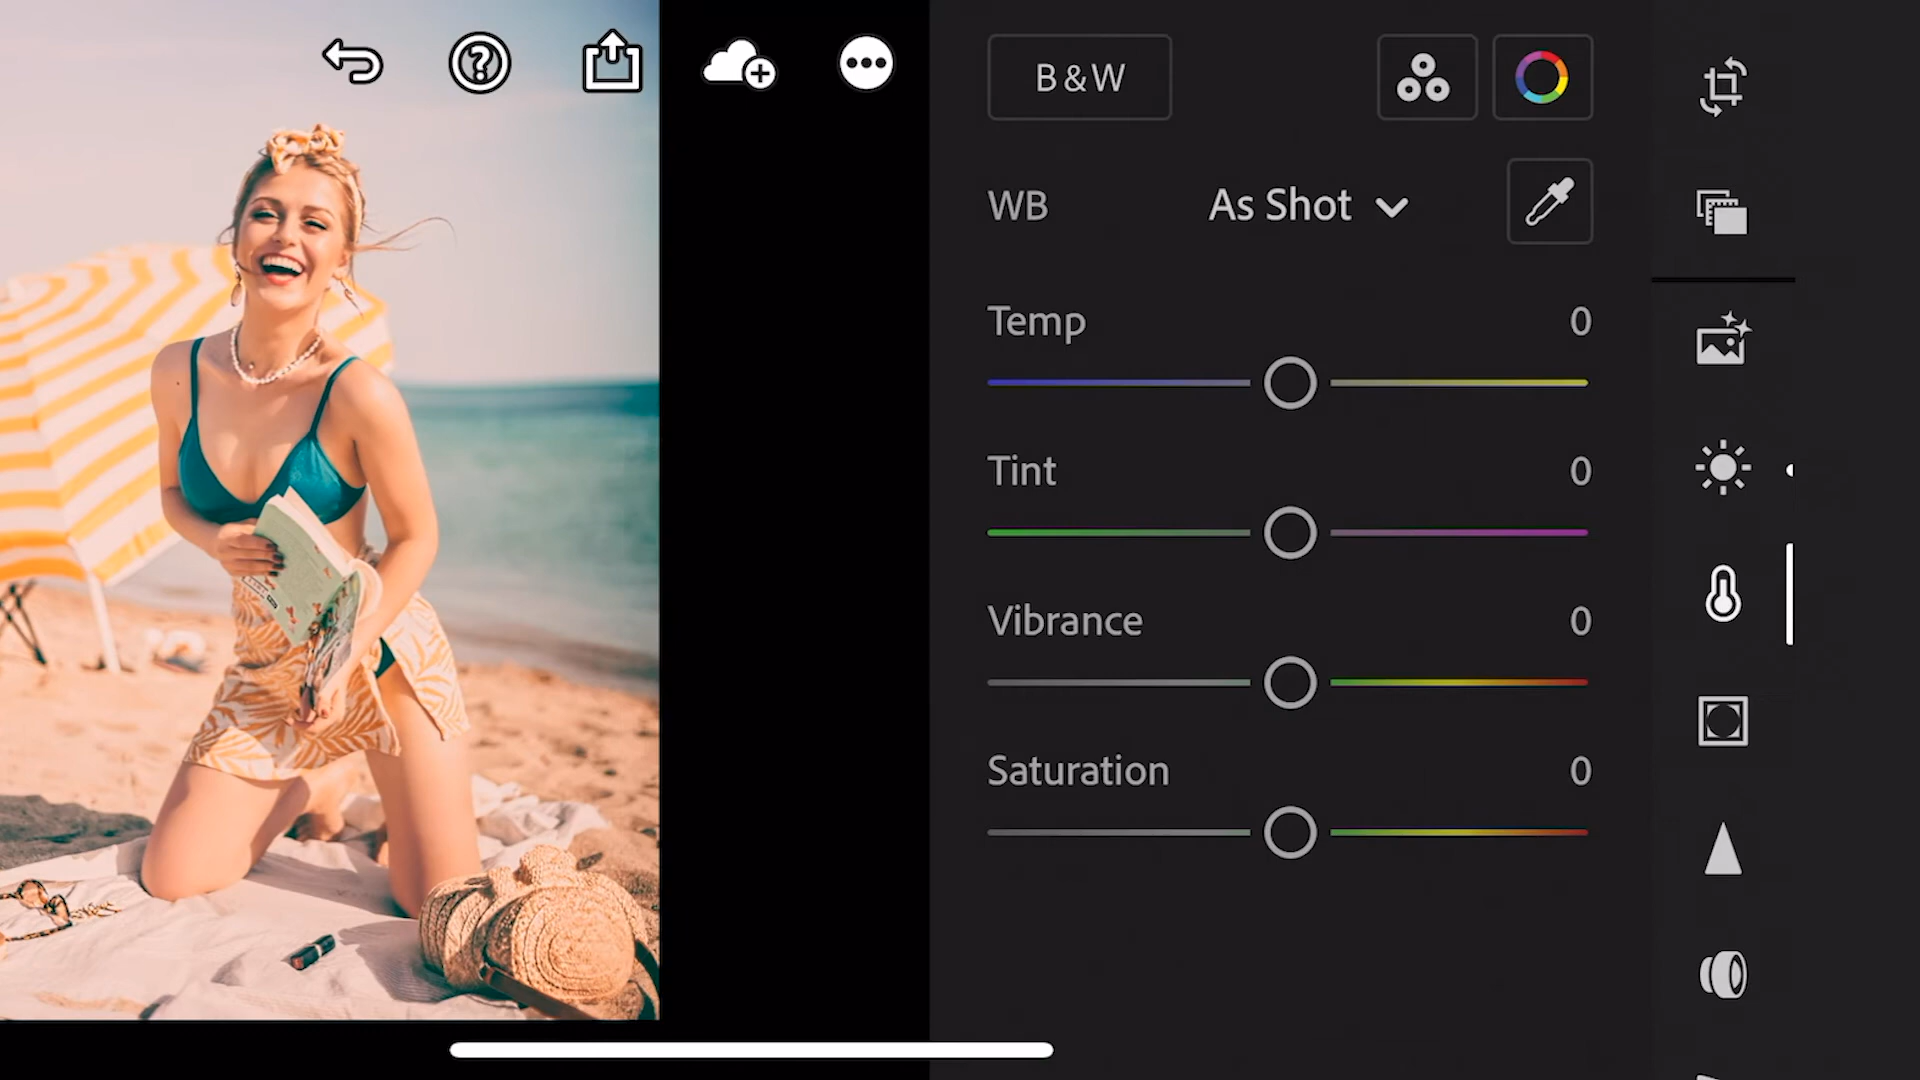 B&W
WB As Shot
Temp 0
Tint 0
Vibrance 0
Saturation 0